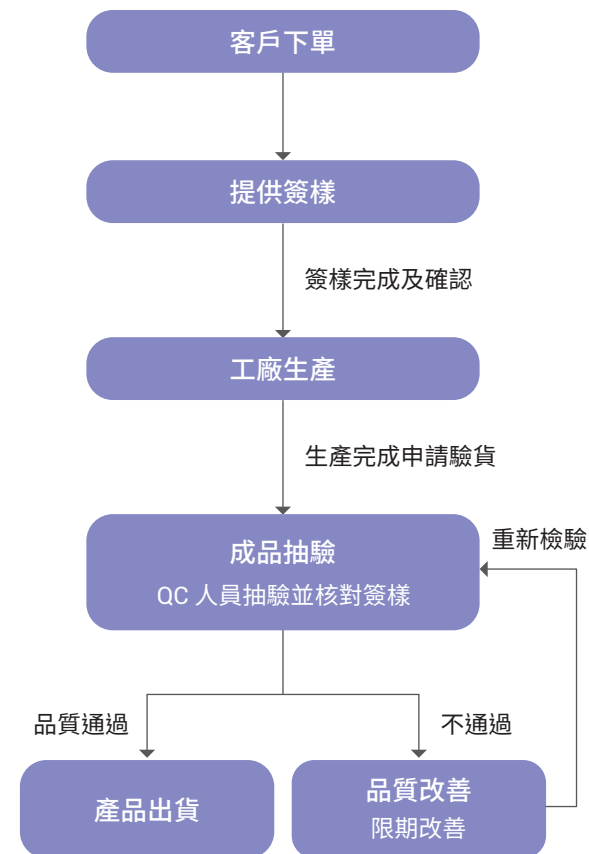 客戶下單
提供簽樣
簽樣完成及確認
工廠生產
生產完成申請驗貨
成品抽驗
QC 人員抽驗並核對簽樣
重新檢驗
品質通過
不通過
產品出貨
品質改善
限期改善